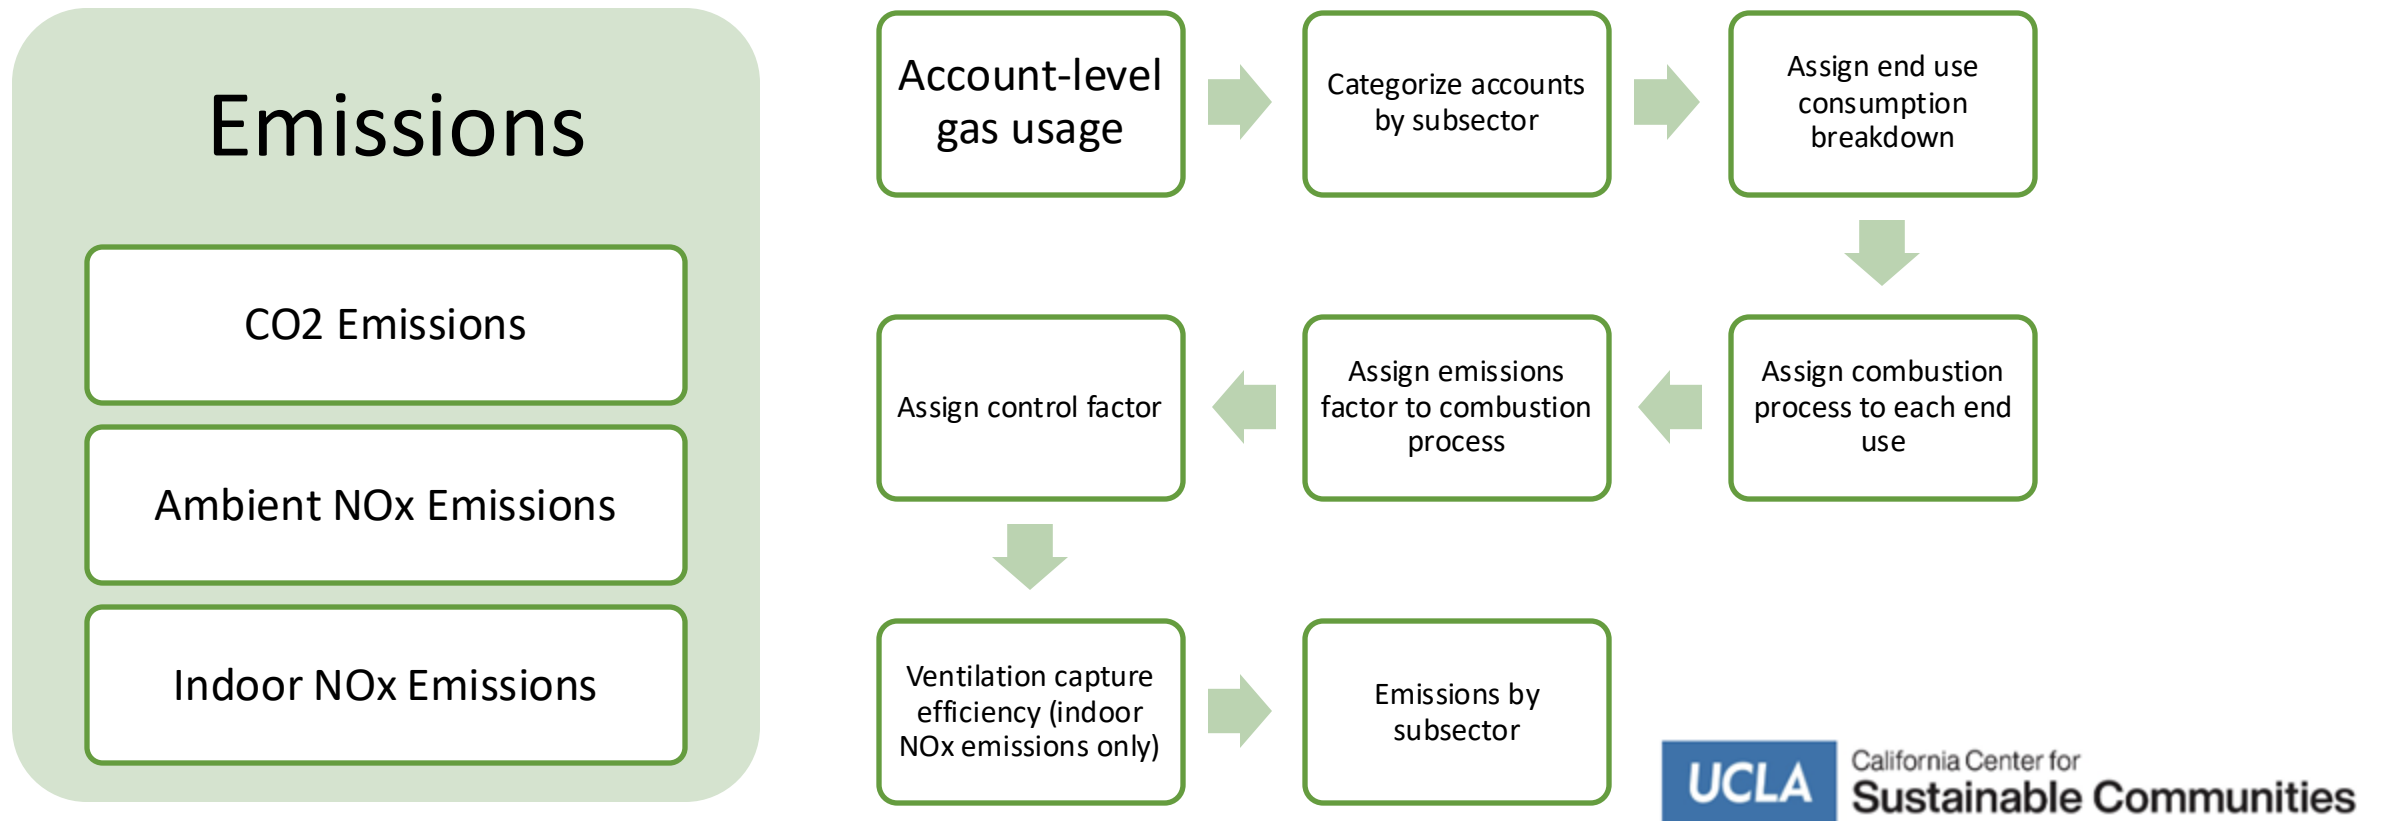 Emissions
CO2 Emissions
Ambient NOx Emissions
Indoor NOx Emissions
Account-level
gas usage
Categorize accounts
by subsector
Assign end use
consumption
breakdown
Assign combustion
process to each end
use
Assign emissions
factor to combustion
process
Assign control factor
Ventilation capture
efficiency (indoor
NOx emissions only)
Emissions by
subsector
UCLA
California Center for
Sustainable Communities